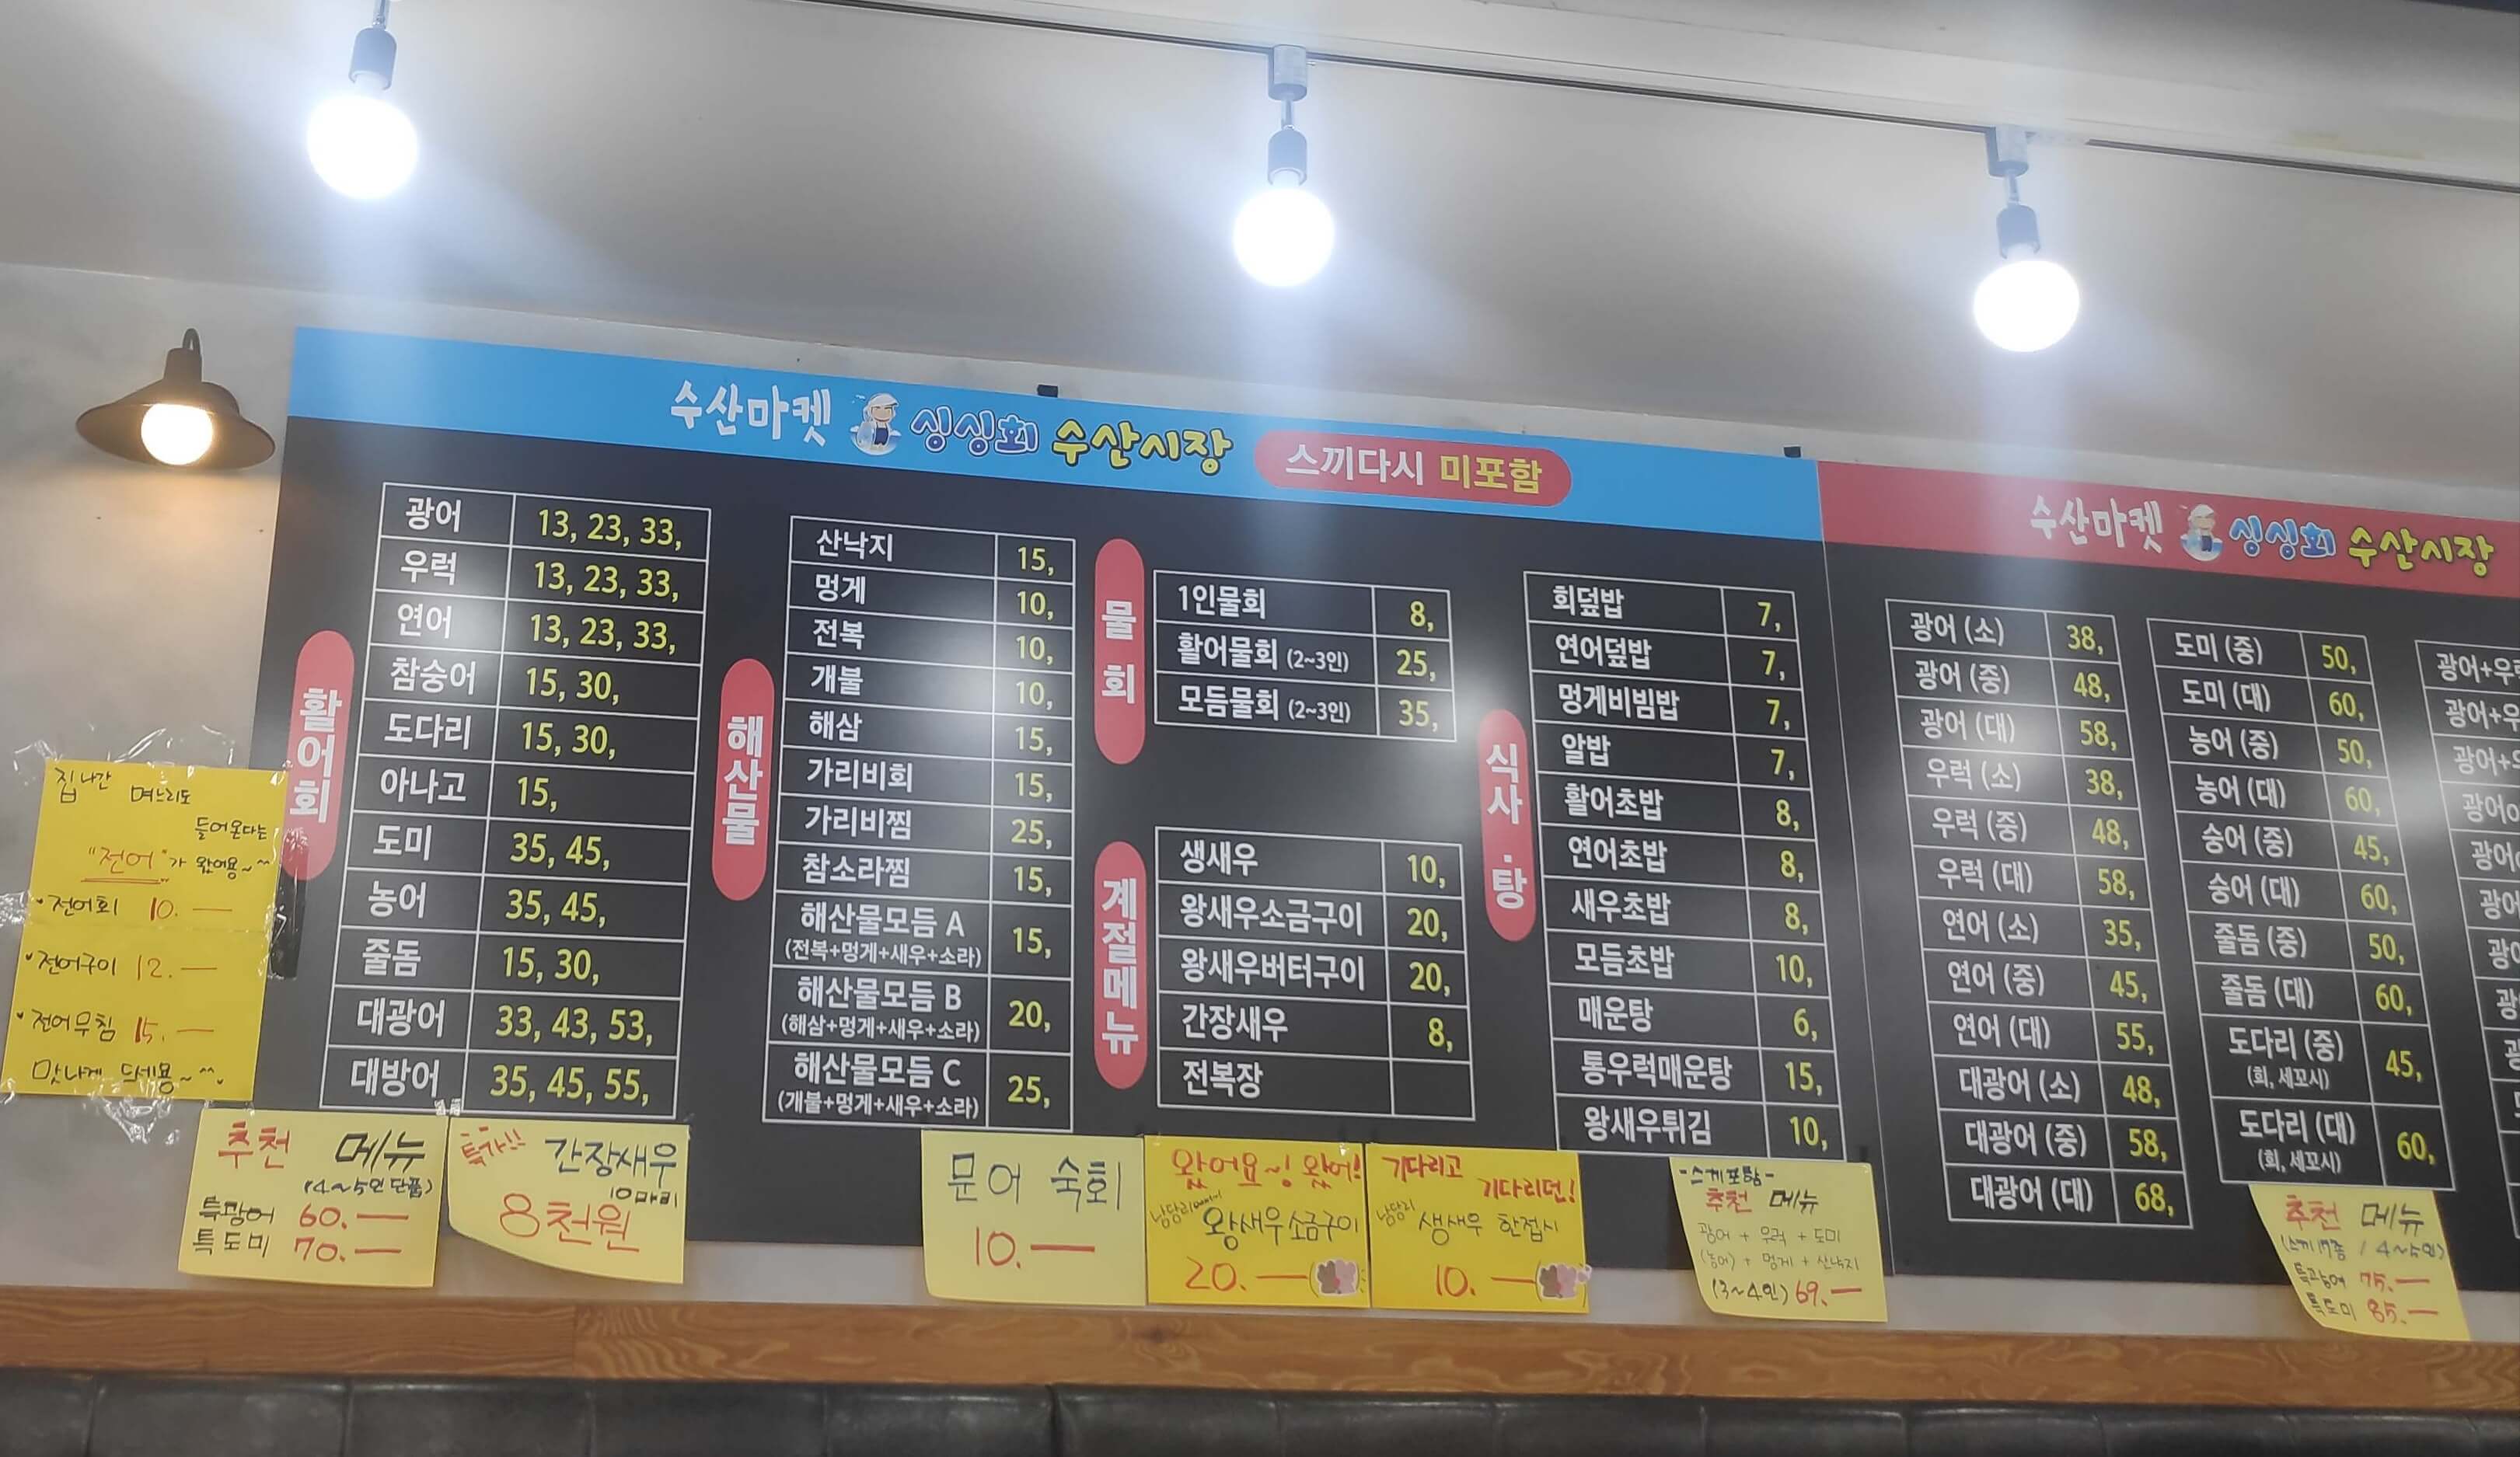 수산마켓 싱싱회 수산시장 스끼다시 미포함
활어회
광어 13, 23, 33,
우럭 13, 23, 33,
연어 13, 23, 33,
참숭어 15, 30,
도다리 15, 30,
아나고 15,
도미 35, 45,
농어 35, 45,
줄돔 15, 30,
대광어 33, 43, 53,
대방어 35, 45, 55,
해산물
산낙지 15,
멍게 10,
전복 10,
개불 10,
해삼 15,
가리비회 15,
가리비찜 25,
참소라찜 15,
해산물모듬 A 15,
(전복+멍게+새우+소라)
해산물모듬 B 20,
(해삼+멍게+새우+소라)
해산물모듬 C 25,
(개불+멍게+새우+소라)
물회
1인물회 8,
활어물회 (2~3인) 25,
모듬물회 (2~3인) 35,
계절메뉴
생새우 10,
왕새우소금구이 20,
왕새우버터구이 20,
간장새우 8,
전복장
식사·탕
회덮밥 7,
연어덮밥 7,
멍게비빔밥 7,
알밥 7,
활어초밥 8,
연어초밥 8,
새우초밥 8,
모듬초밥 10,
매운탕 6,
통우럭매운탕 15,
왕새우튀김 10,
수산마켓 싱싱회 수산시장
광어 (소) 38,
광어 (중) 48,
광어 (대) 58,
우럭 (소) 38,
우럭 (중) 48,
우럭 (대) 58,
연어 (소) 35,
연어 (중) 45,
연어 (대) 55,
대광어 (소) 48,
대광어 (중) 58,
대광어 (대) 68,
도미 (중) 50,
도미 (대) 60,
농어 (중) 50,
농어 (대) 60,
숭어 (중) 45,
숭어 (대) 60,
줄돔 (중) 50,
줄돔 (대) 60,
도다리 (중) 45,
(회, 세꼬시)
도다리 (대) 60,
(회, 세꼬시)
집나간 며느리도
들어온다는
"전어"가 왔어용~^^
·전어회 10.—
·전어구이 12.—
·전어무침 15.—
맛나게 드세용~^^.
추천 메뉴
(4~5인 단품)
특광어 60.—
특도미 70.—
특가!! 간장새우
10마리
8천원
문어 숙회
10.—
왔어요~! 왔어!
남당리에서
왕새우소금구이
20.—
기다리고
기다리던!
남당리
생새우 한접시
10.—
-스끼포함-
추천 메뉴
광어 + 우럭 + 도미
(농어) + 멍게 + 산낙지
(3~4인) 69.—
추천 메뉴
4~5인)
특광어 75.—
특도미 85.—